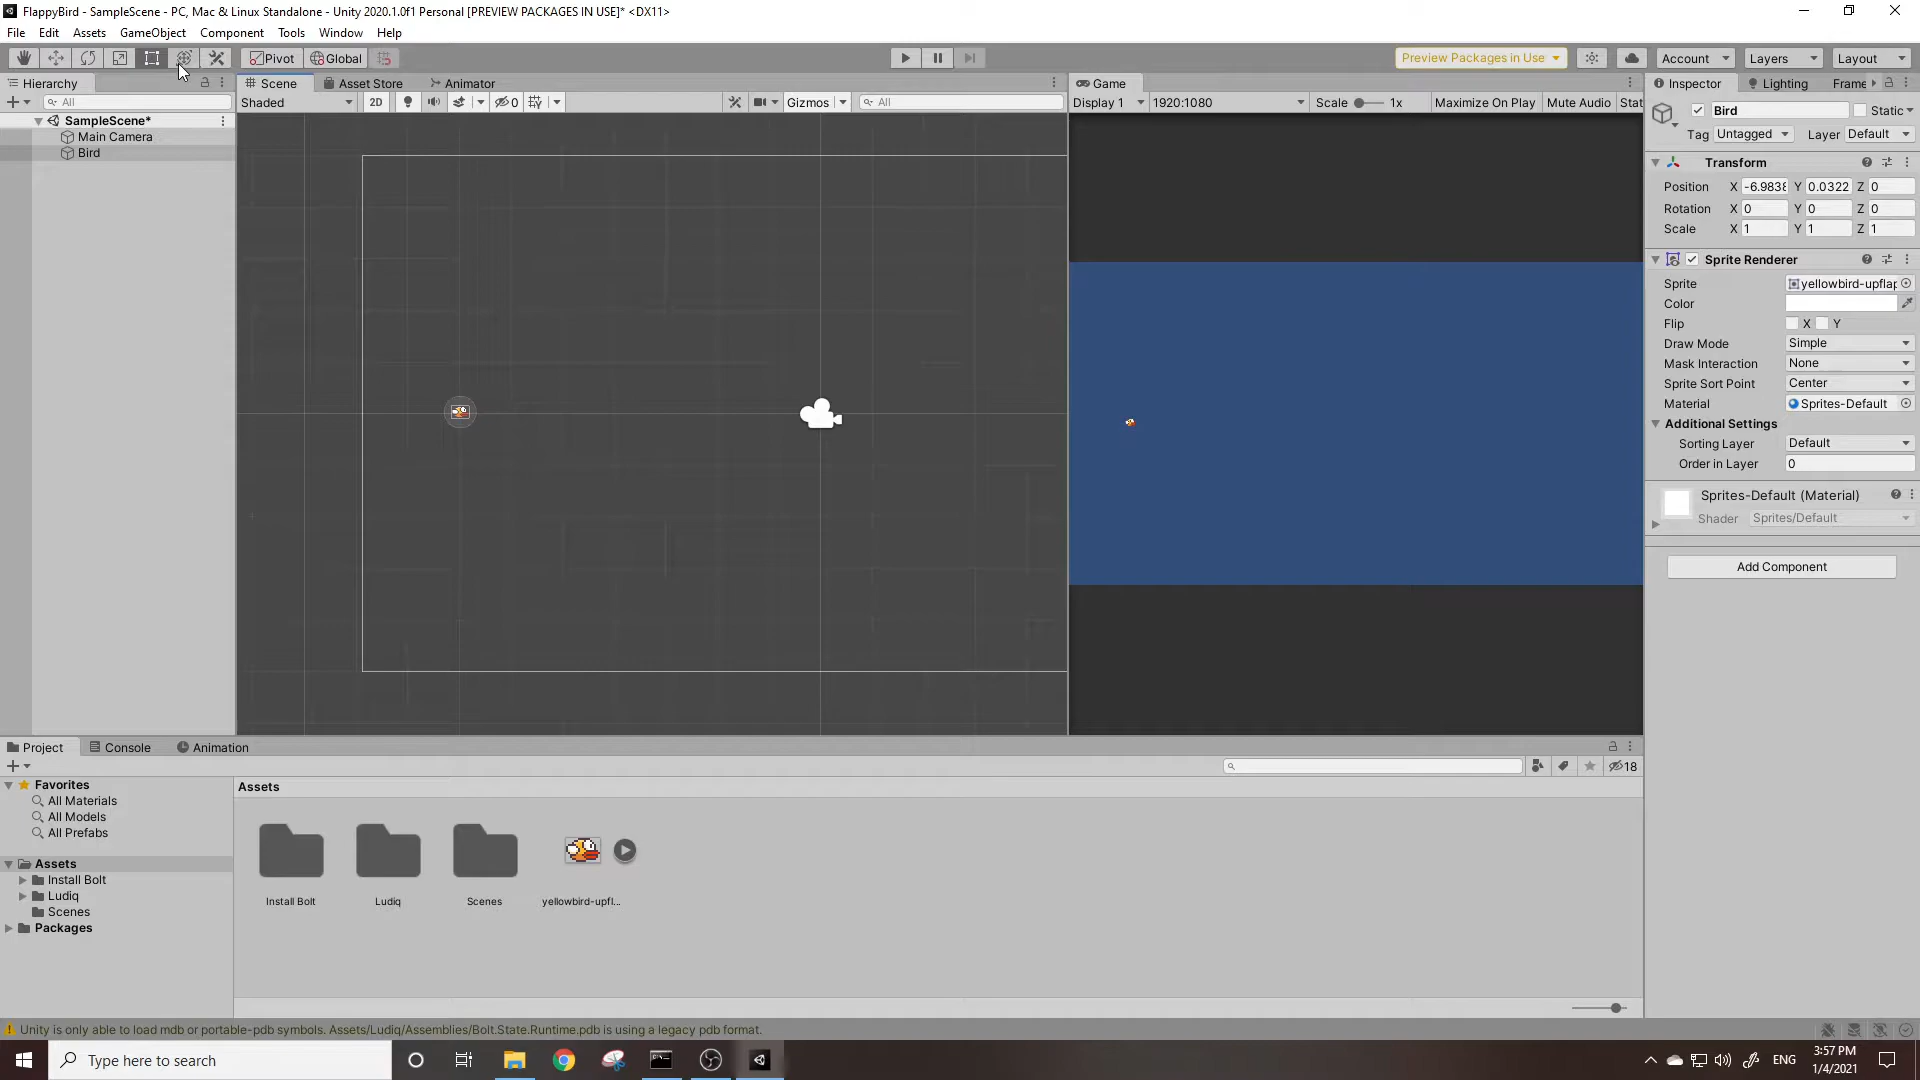 FlappyBird - SampleScene - PC, Mac & Linux Standalone - Unity 2020.1.0f1 Personal [PREVIEW PACKAGES IN USE]* <DX11>
File Edit Assets GameObject Component Tools Window Help
Pivot Global Preview Packages in Use Account Layers Layout
Hierarchy Scene Asset Store Animator Game Inspector Lighting Frame
All Shaded 2D 0 Gizmos All Display 1 1920:1080 Scale 1x Maximize On Play Mute Audio Stat
SampleScene*
Main Camera
Bird
Bird Static
Tag Untagged Layer Default
Transform
Position X -6.9838 Y 0.0322 Z 0
Rotation X 0 Y 0 Z 0
Scale X 1 Y 1 Z 1
Sprite Renderer
Sprite yellowbird-upflap
Color
Flip X Y
Draw Mode Simple
Mask Interaction None
Sprite Sort Point Center
Material Sprites-Default
Additional Settings
Sorting Layer Default
Order in Layer 0
Sprites-Default (Material)
Shader Sprites/Default
Add Component
Project Console Animation
18
Favorites
All Materials
All Models
All Prefabs
Assets
Install Bolt
Ludiq
Scenes
Packages
Assets
Install Bolt Ludiq Scenes yellowbird-upfl...
Unity is only able to load mdb or portable-pdb symbols. Assets/Ludiq/Assemblies/Bolt.State.Runtime.pdb is using a legacy pdb format.
Type here to search
ENG
3:57 PM
1/4/2021